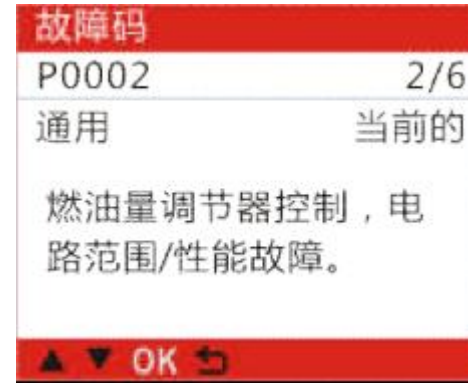 故障码
P0002 2/6
通用 当前的
燃油量调节器控制，电
路范围/性能故障。
▲ ▼ OK ⮌